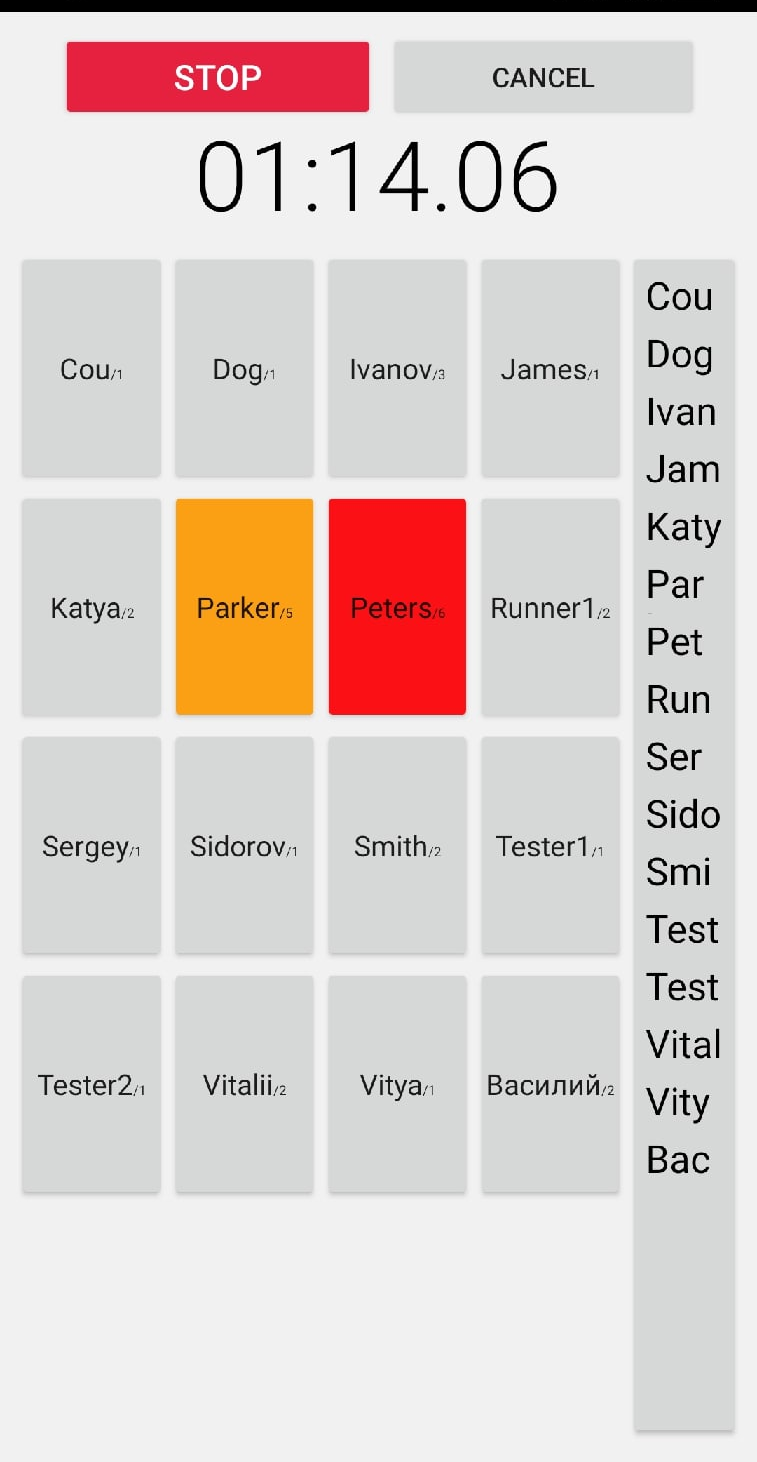 STOP
CANCEL
01:14.06
Cou/1
Dog/1
Ivanov/3
James/1
Katya/2
Parker/5
Peters/6
Runner1/2
Sergey/1
Sidorov/1
Smith/2
Tester1/1
Tester2/1
Vitalii/2
Vitya/1
Василий/2
Cou
Dog
Ivan
Jam
Katy
Par
Pet
Run
Ser
Sido
Smi
Test
Test
Vital
Vity
Вас